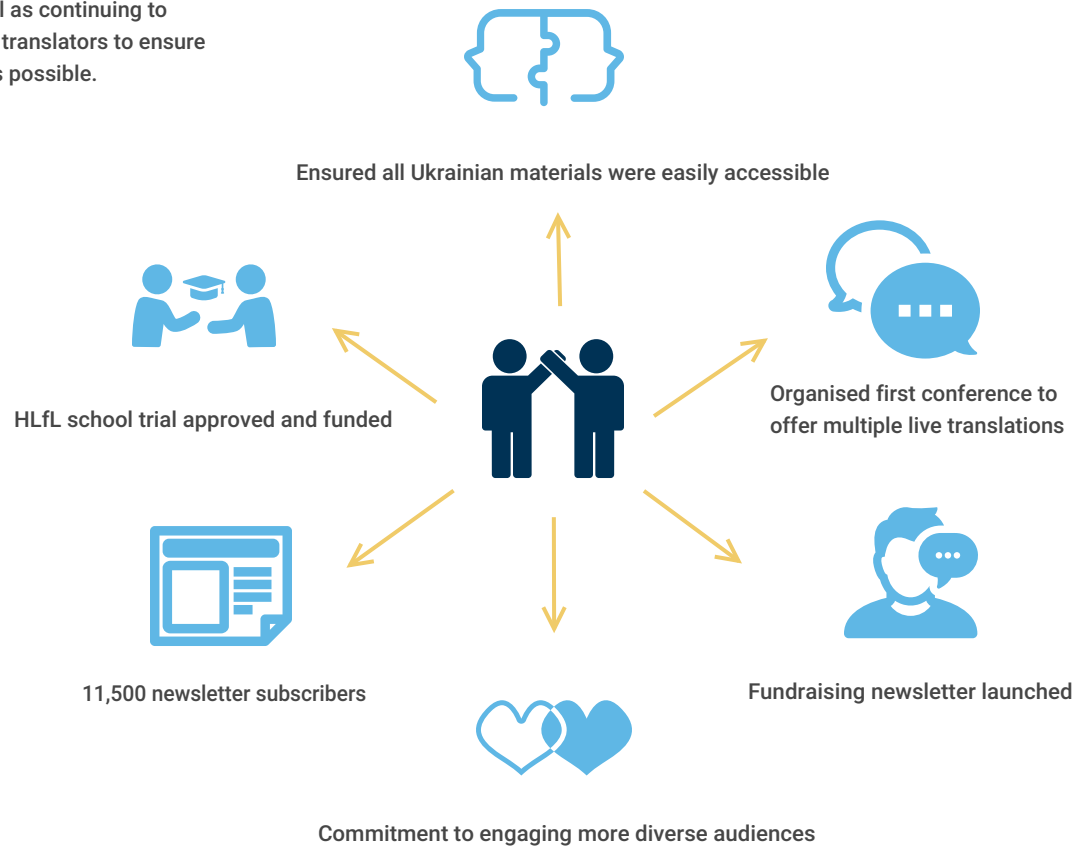 as continuing to
translators to ensure
possible.
Ensured all Ukrainian materials were easily accessible
Organised first conference to
offer multiple live translations
HLfL school trial approved and funded
11,500 newsletter subscribers
Fundraising newsletter launched
Commitment to engaging more diverse audiences